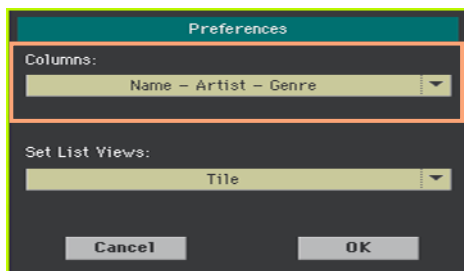 Preferences
Columns:
Name – Artist – Genre
Set List Views:
Tile
Cancel OK